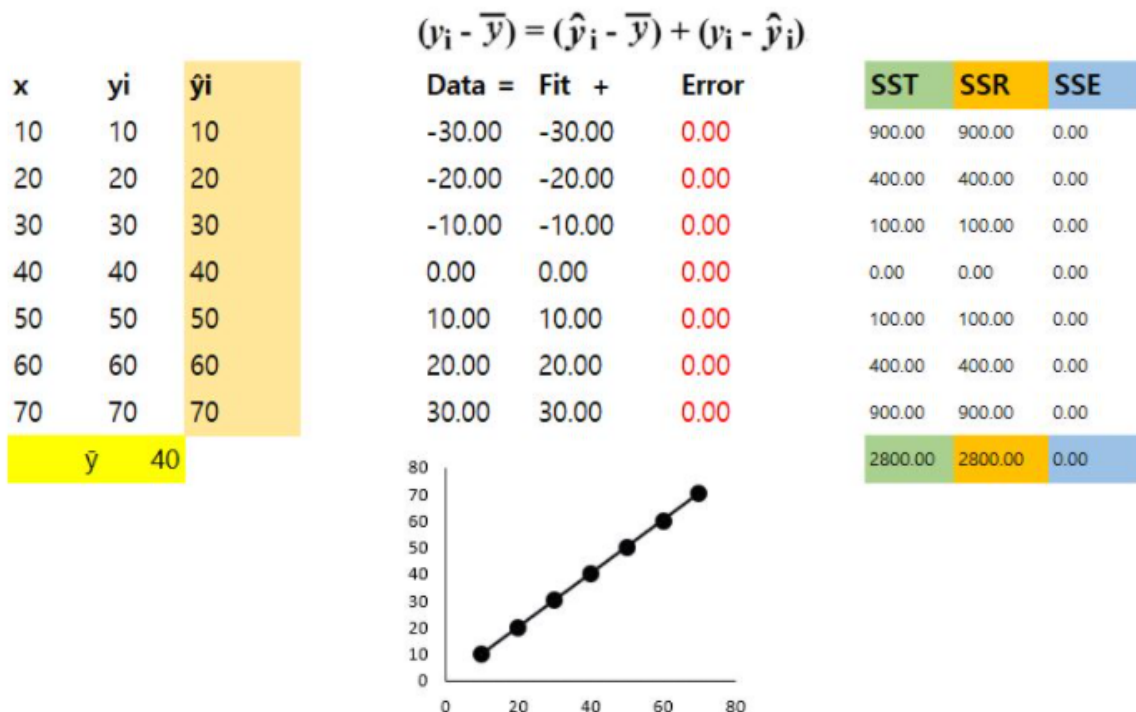 (yi - ȳ) = (ŷi - ȳ) + (yi - ŷi)
x yi ŷi Data = Fit + Error SST SSR SSE
10 10 10 -30.00 -30.00 0.00 900.00 900.00 0.00
20 20 20 -20.00 -20.00 0.00 400.00 400.00 0.00
30 30 30 -10.00 -10.00 0.00 100.00 100.00 0.00
40 40 40 0.00 0.00 0.00 0.00 0.00 0.00
50 50 50 10.00 10.00 0.00 100.00 100.00 0.00
60 60 60 20.00 20.00 0.00 400.00 400.00 0.00
70 70 70 30.00 30.00 0.00 900.00 900.00 0.00
ȳ 40 2800.00 2800.00 0.00
80
70
60
50
40
30
20
10
0
0 20 40 60 80